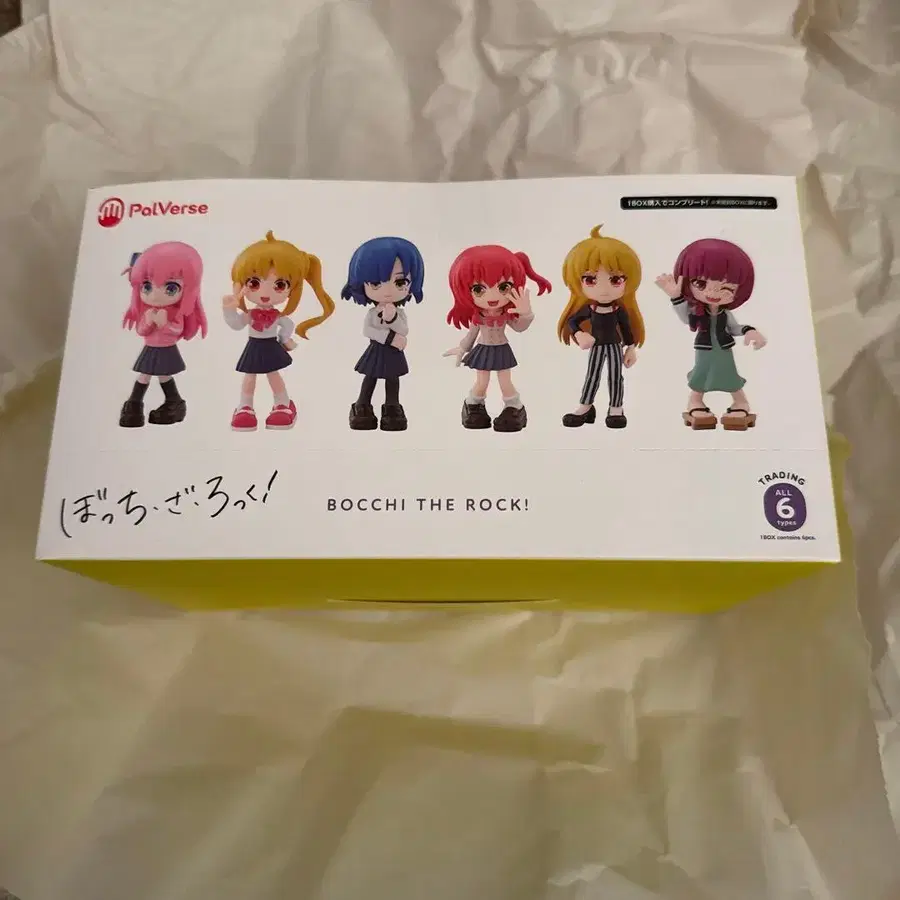 PalVerse
1BOX購入でコンプリート!
ぼっち・ざ・ろっく!
BOCCHI THE ROCK!
TRADING
ALL
6
types
1BOX contains 6pcs.